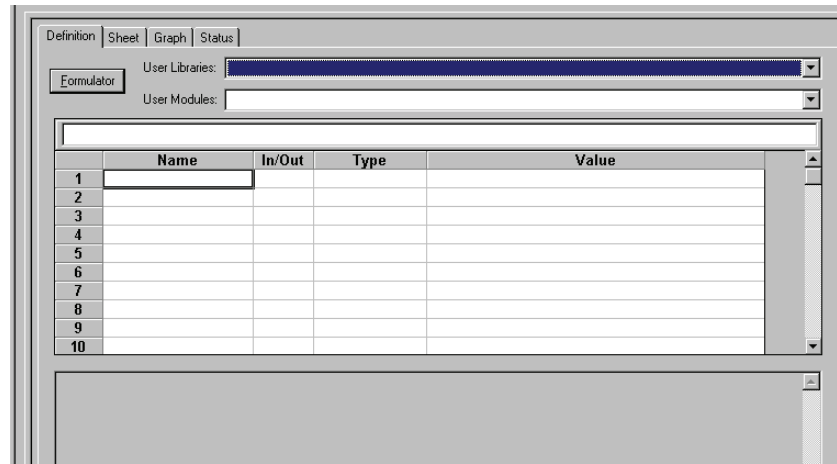 Definition Sheet Graph Status
User Libraries:
Formulator
User Modules:
Name In/Out Type Value
1
2
3
4
5
6
7
8
9
10